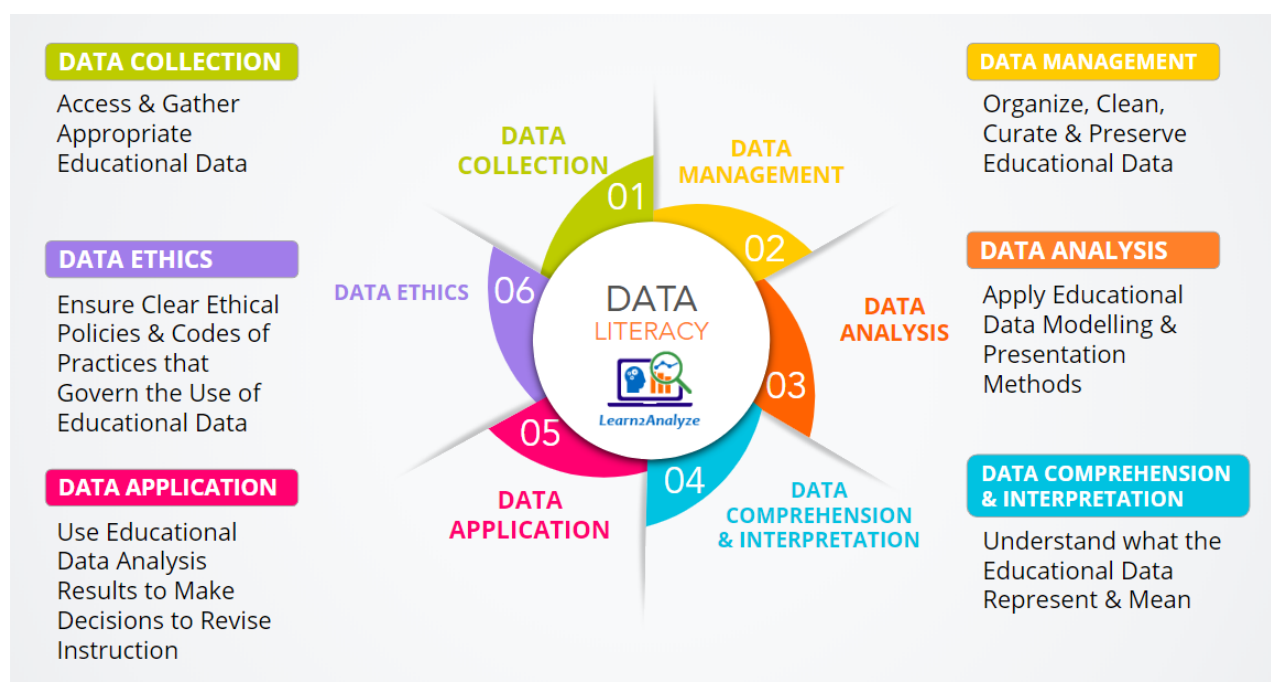 DATA COLLECTION
Access & Gather
Appropriate
Educational Data
DATA ETHICS
Ensure Clear Ethical
Policies & Codes of
Practices that
Govern the Use of
Educational Data
DATA APPLICATION
Use Educational
Data Analysis
Results to Make
Decisions to Revise
Instruction
DATA
COLLECTION
01
DATA
MANAGEMENT
02
DATA
ANALYSIS
03
DATA
COMPREHENSION
& INTERPRETATION
04
DATA
APPLICATION
05
DATA ETHICS
06
DATA
LITERACY
Learn2Analyze
DATA MANAGEMENT
Organize, Clean,
Curate & Preserve
Educational Data
DATA ANALYSIS
Apply Educational
Data Modelling &
Presentation
Methods
DATA COMPREHENSION
& INTERPRETATION
Understand what the
Educational Data
Represent & Mean